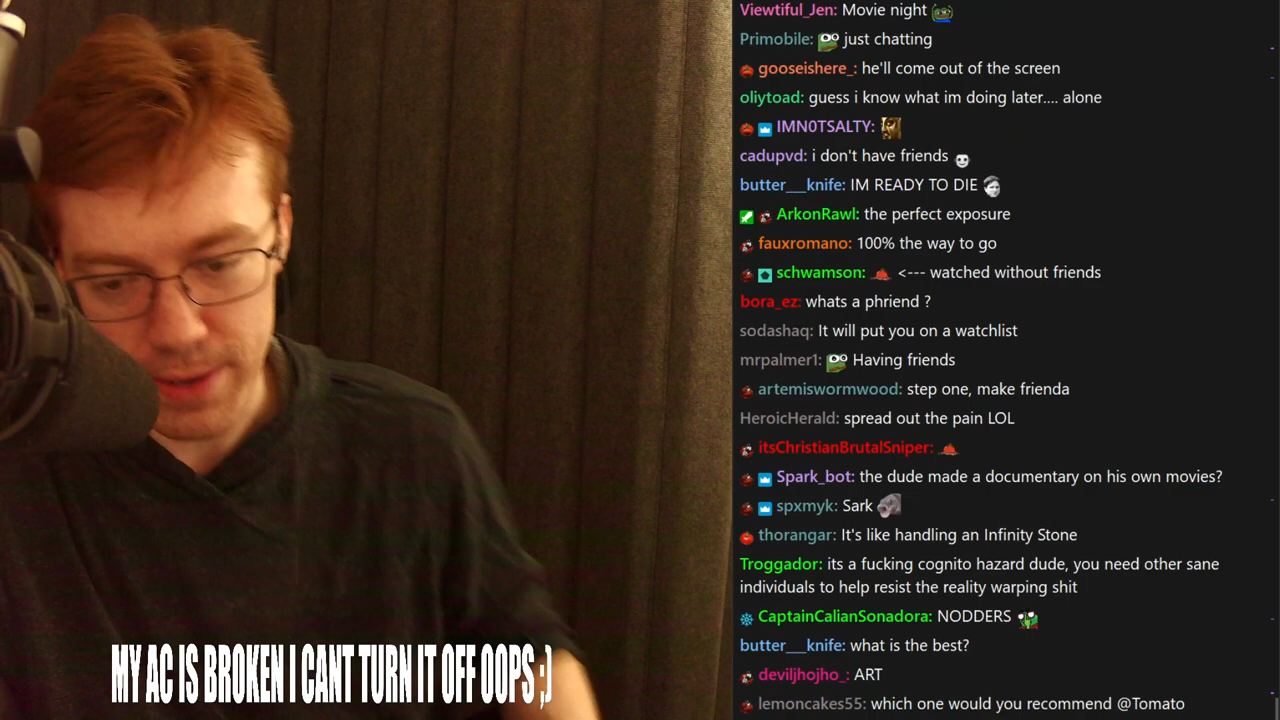 Viewtiful_Jen: Movie night
Primobile: just chatting
gooseishere_: he'll come out of the screen
oliytoad: guess i know what im doing later.... alone
IMN0TSALTY:
cadupvd: i don't have friends
butter___knife: IM READY TO DIE
ArkonRawl: the perfect exposure
fauxromano: 100% the way to go
schwamson: <--- watched without friends
bora_ez: whats a phriend ?
sodashaq: It will put you on a watchlist
mrpalmer1: Having friends
artemiswormwood: step one, make frienda
HeroicHerald: spread out the pain LOL
itsChristianBrutalSniper:
Spark_bot: the dude made a documentary on his own movies?
spxmyk: Sark
thorangar: It's like handling an Infinity Stone
Troggador: its a fucking cognito hazard dude, you need other sane
individuals to help resist the reality warping shit
CaptainCalianSonadora: NODDERS
butter___knife: what is the best?
deviljhojho_: ART
lemoncakes55: which one would you recommend @Tomato
MY AC IS BROKEN I CANT TURN IT OFF OOPS ;)